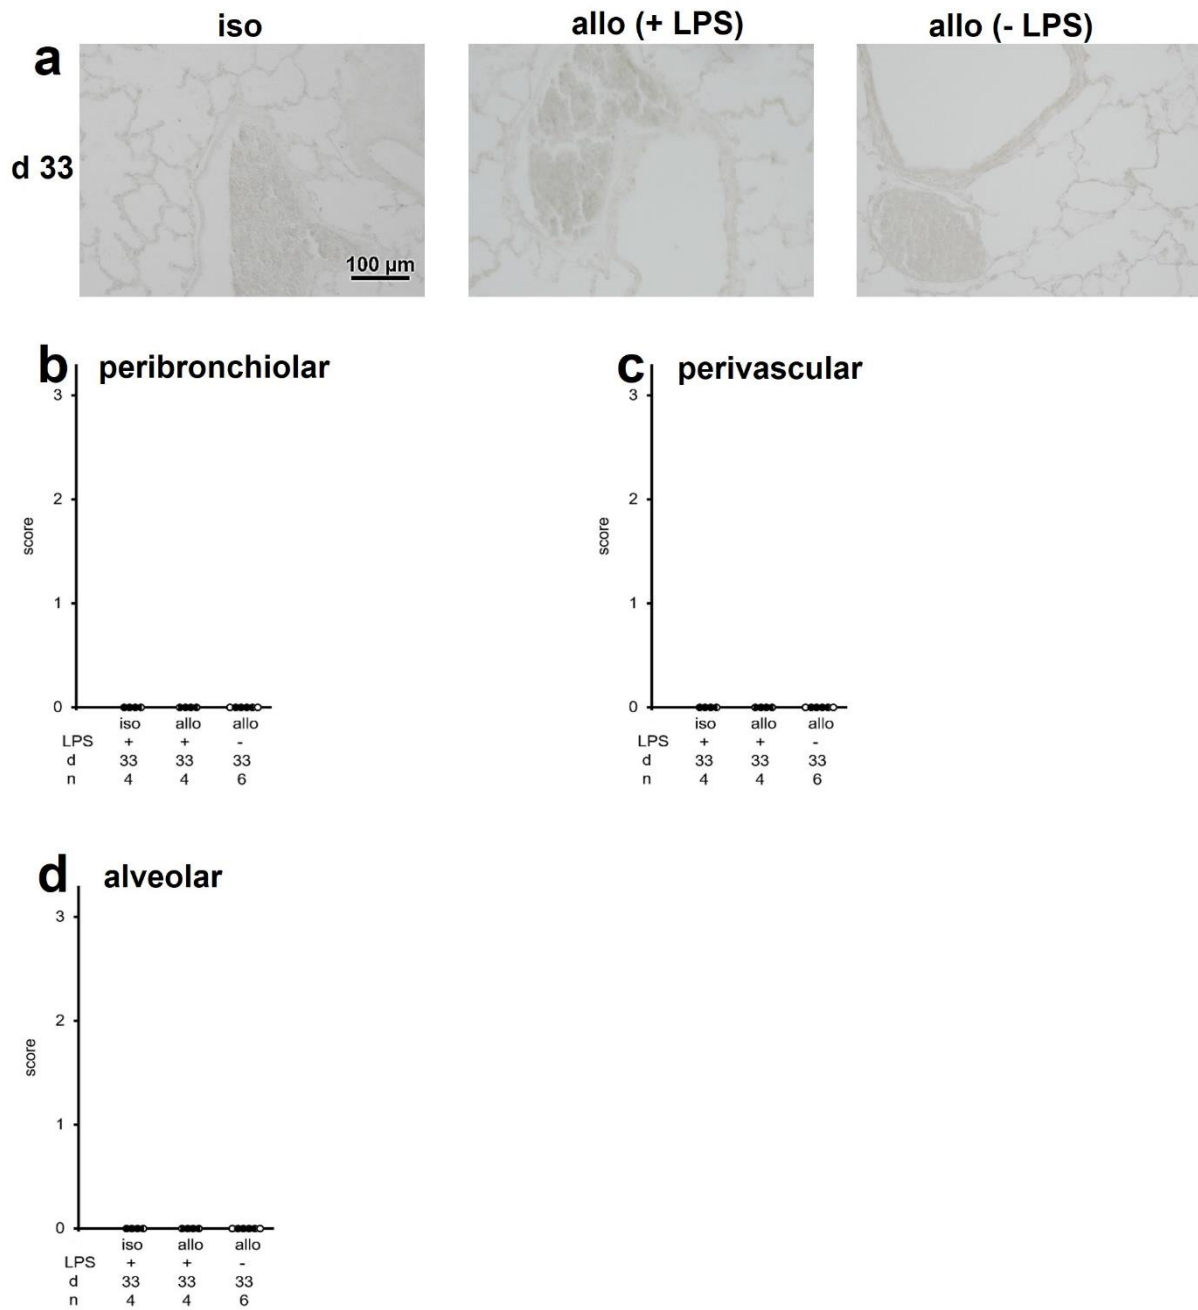 iso allo (+ LPS) allo (- LPS)
a
d 33
100 µm
b peribronchiolar
3
2
1
0
score
iso allo allo
LPS + + -
d 33 33 33
n 4 4 6
c perivascular
3
2
1
0
score
iso allo allo
LPS + + -
d 33 33 33
n 4 4 6
d alveolar
3
2
1
0
score
iso allo allo
LPS + + -
d 33 33 33
n 4 4 6